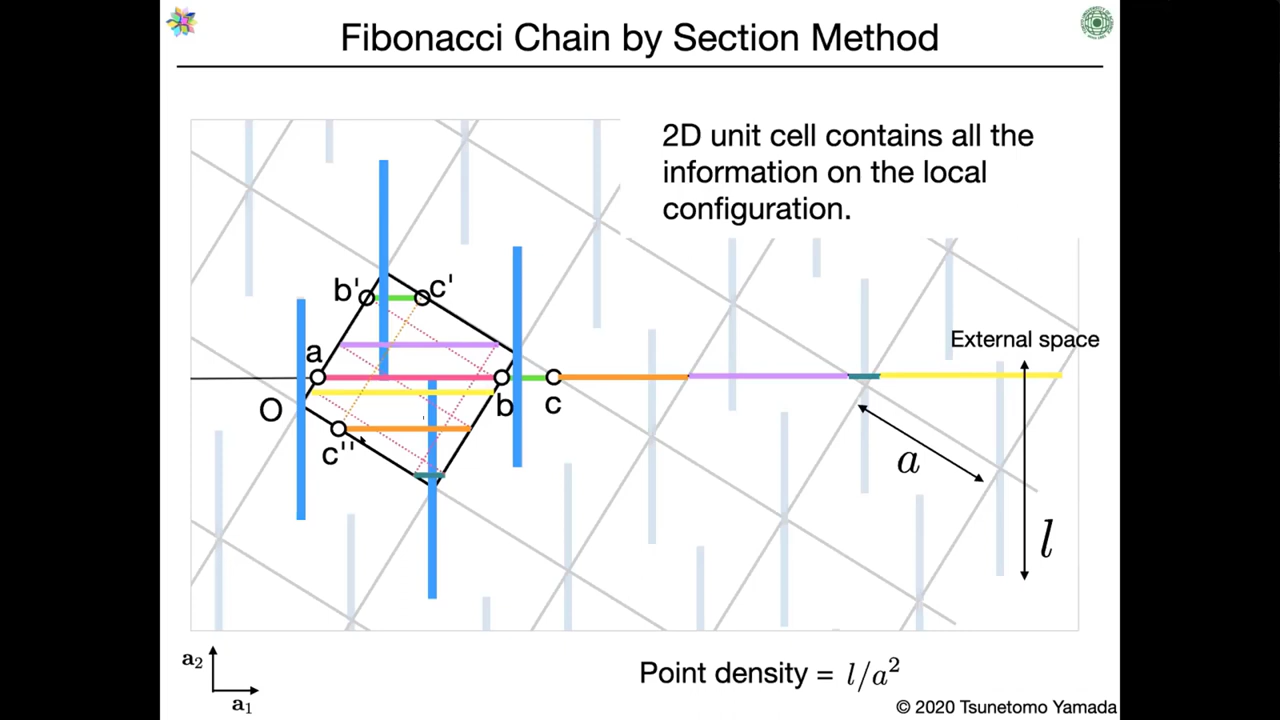 Fibonacci Chain by Section Method
2D unit cell contains all the
information on the local
configuration.
b'
c'
a
External space
O
b
c
c''
a
l
a₂
a₁
Point density = l/a²
© 2020 Tsunetomo Yamada